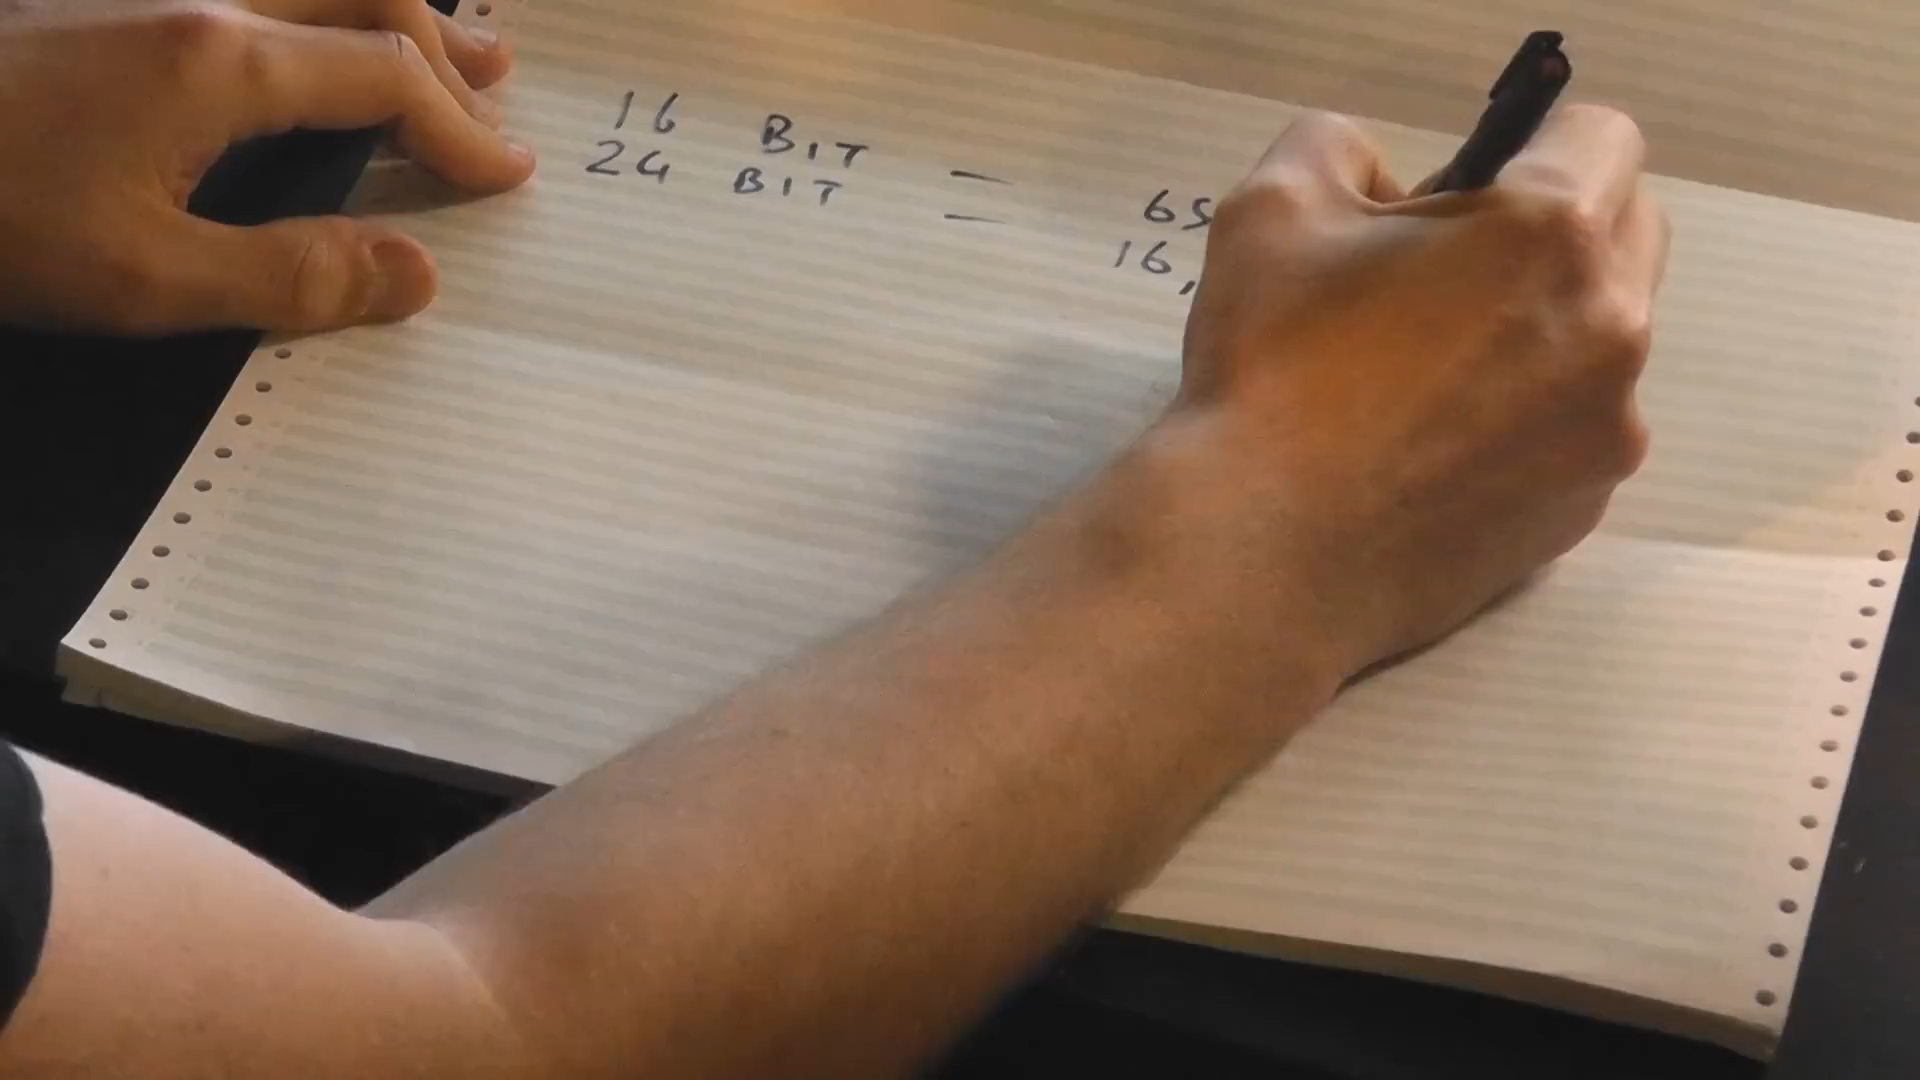 16 BIT = 65
24 BIT = 16,